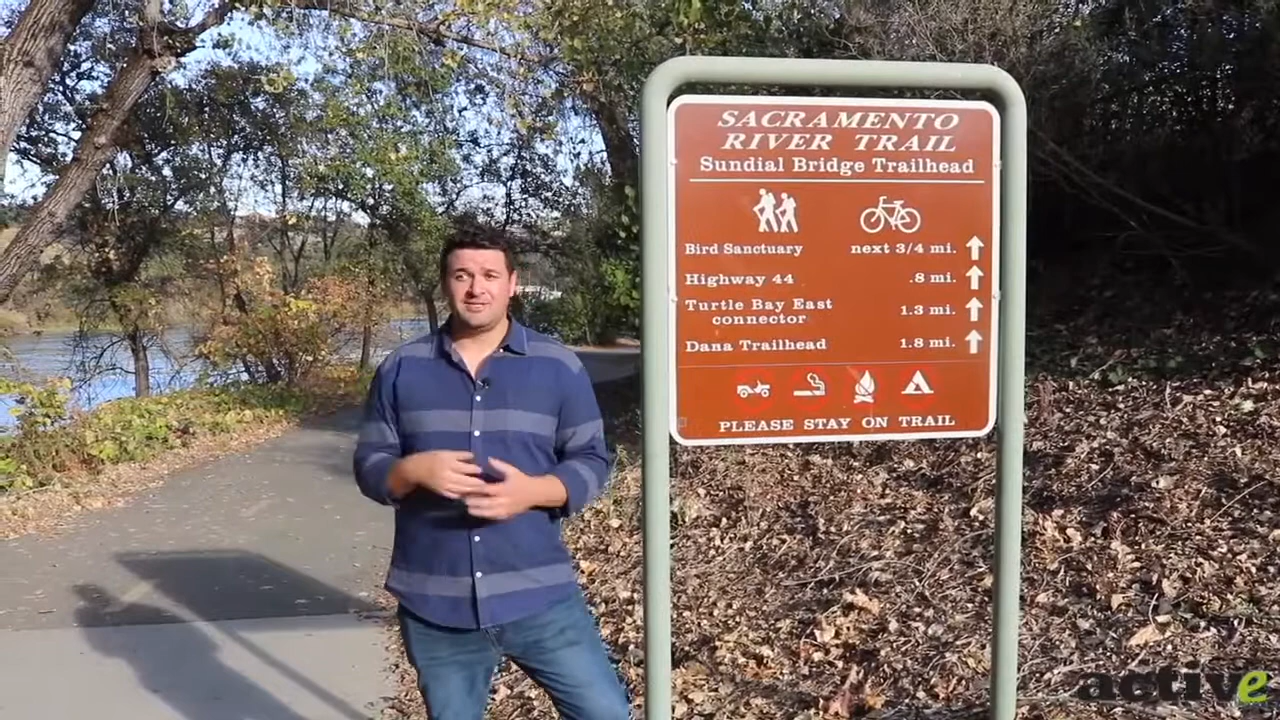 SACRAMENTO
RIVER TRAIL
Sundial Bridge Trailhead
Bird Sanctuary next 3/4 mi.
Highway 44 .8 mi.
Turtle Bay East
connector 1.3 mi.
Dana Trailhead 1.8 mi.
PLEASE STAY ON TRAIL
active